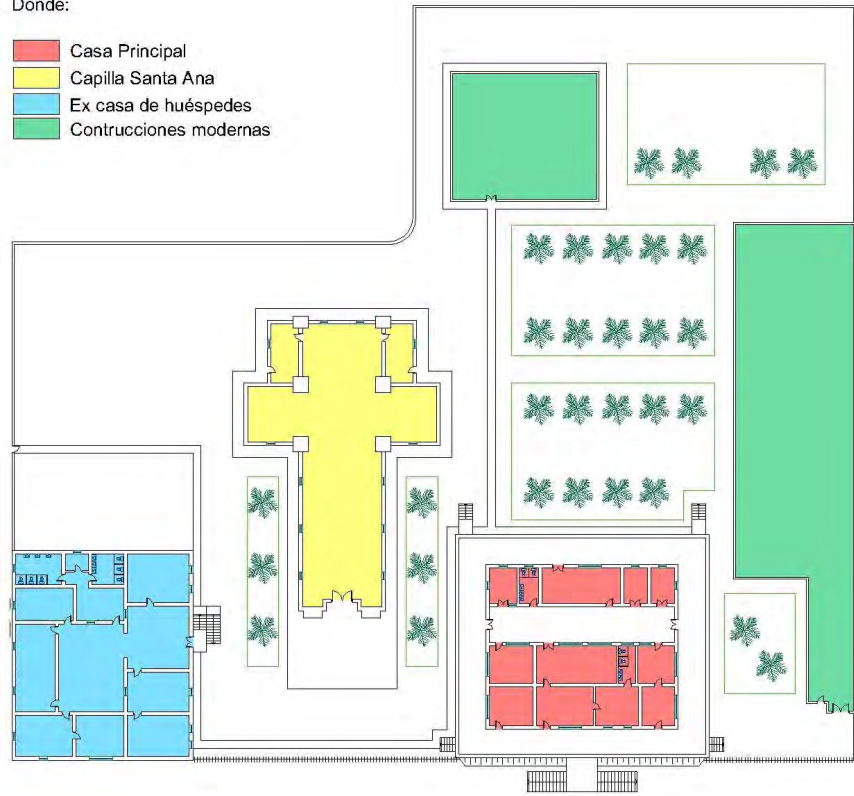 Donde:
Casa Principal
Capilla Santa Ana
Ex casa de huéspedes
Contrucciones modernas